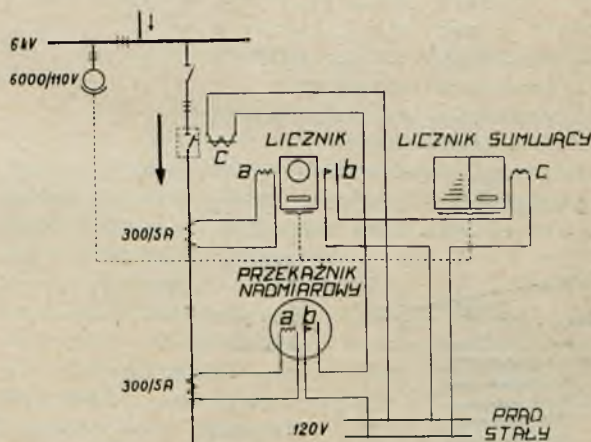 6kV
6000/110V
C
LICZNIK
LICZNIK SUMUJĄCY
a
b
C
300/5A
PRZEKAŹNIK
NADMIAROWY
a
b
300/5A
120V
PRĄD
STAŁY